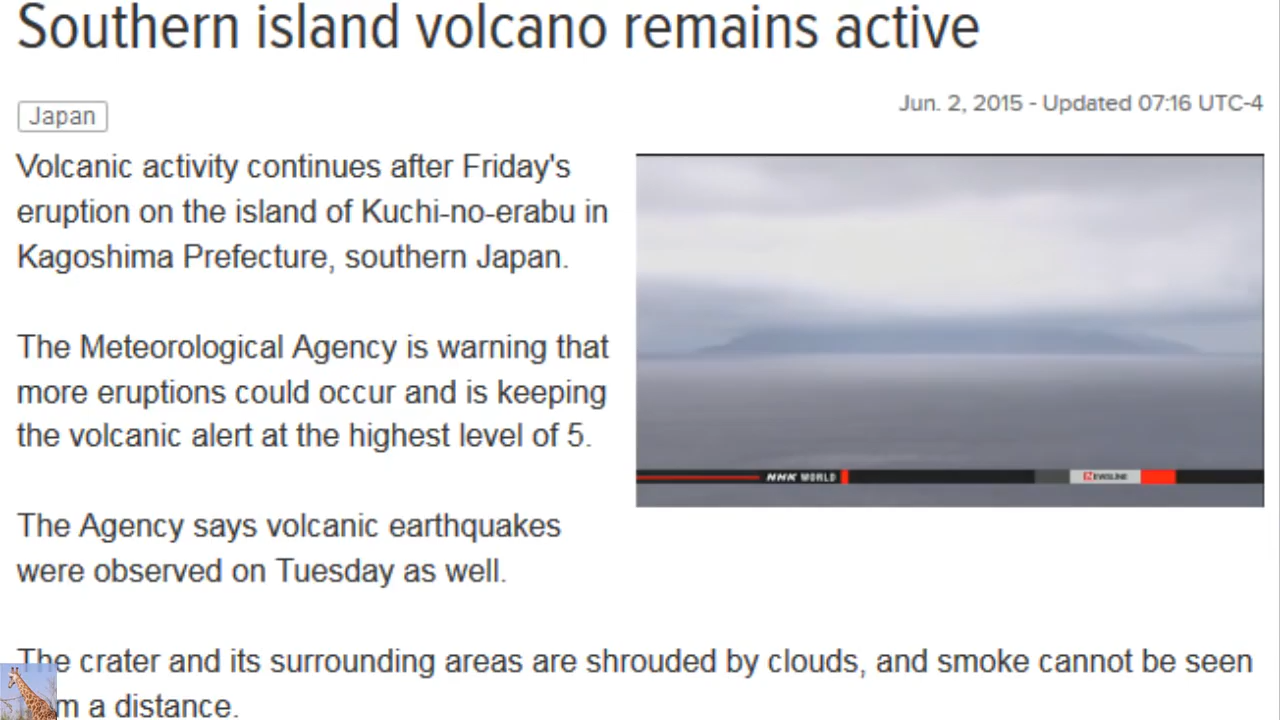 Southern island volcano remains active
Japan
Jun. 2, 2015 - Updated 07:16 UTC-4
Volcanic activity continues after Friday's
eruption on the island of Kuchi-no-erabu in
Kagoshima Prefecture, southern Japan.
The Meteorological Agency is warning that
more eruptions could occur and is keeping
the volcanic alert at the highest level of 5.
NHK WORLD
NEWSLINE
The Agency says volcanic earthquakes
were observed on Tuesday as well.
The crater and its surrounding areas are shrouded by clouds, and smoke cannot be seen
m a distance.